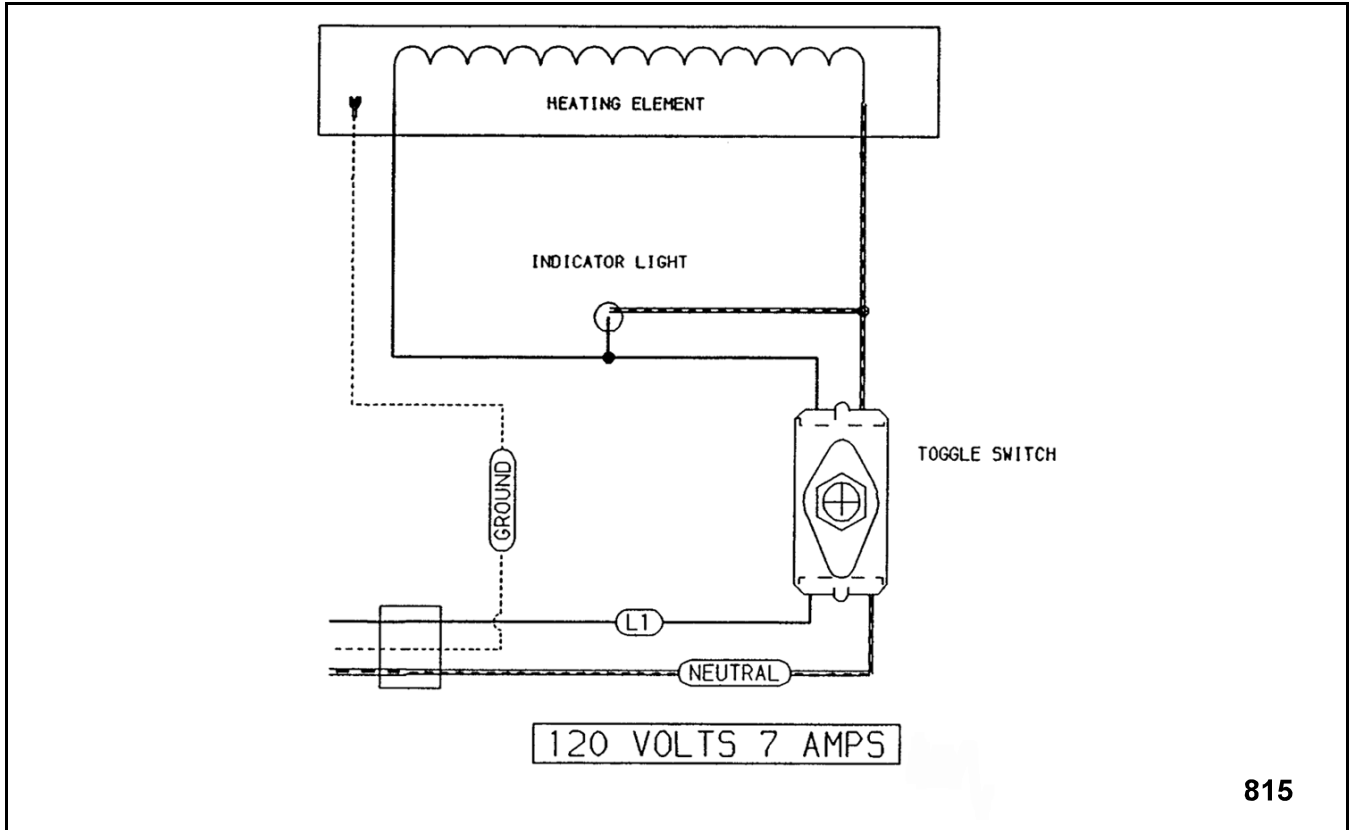 HEATING ELEMENT
INDICATOR LIGHT
TOGGLE SWITCH
GROUND
L1
NEUTRAL
120 VOLTS 7 AMPS
815